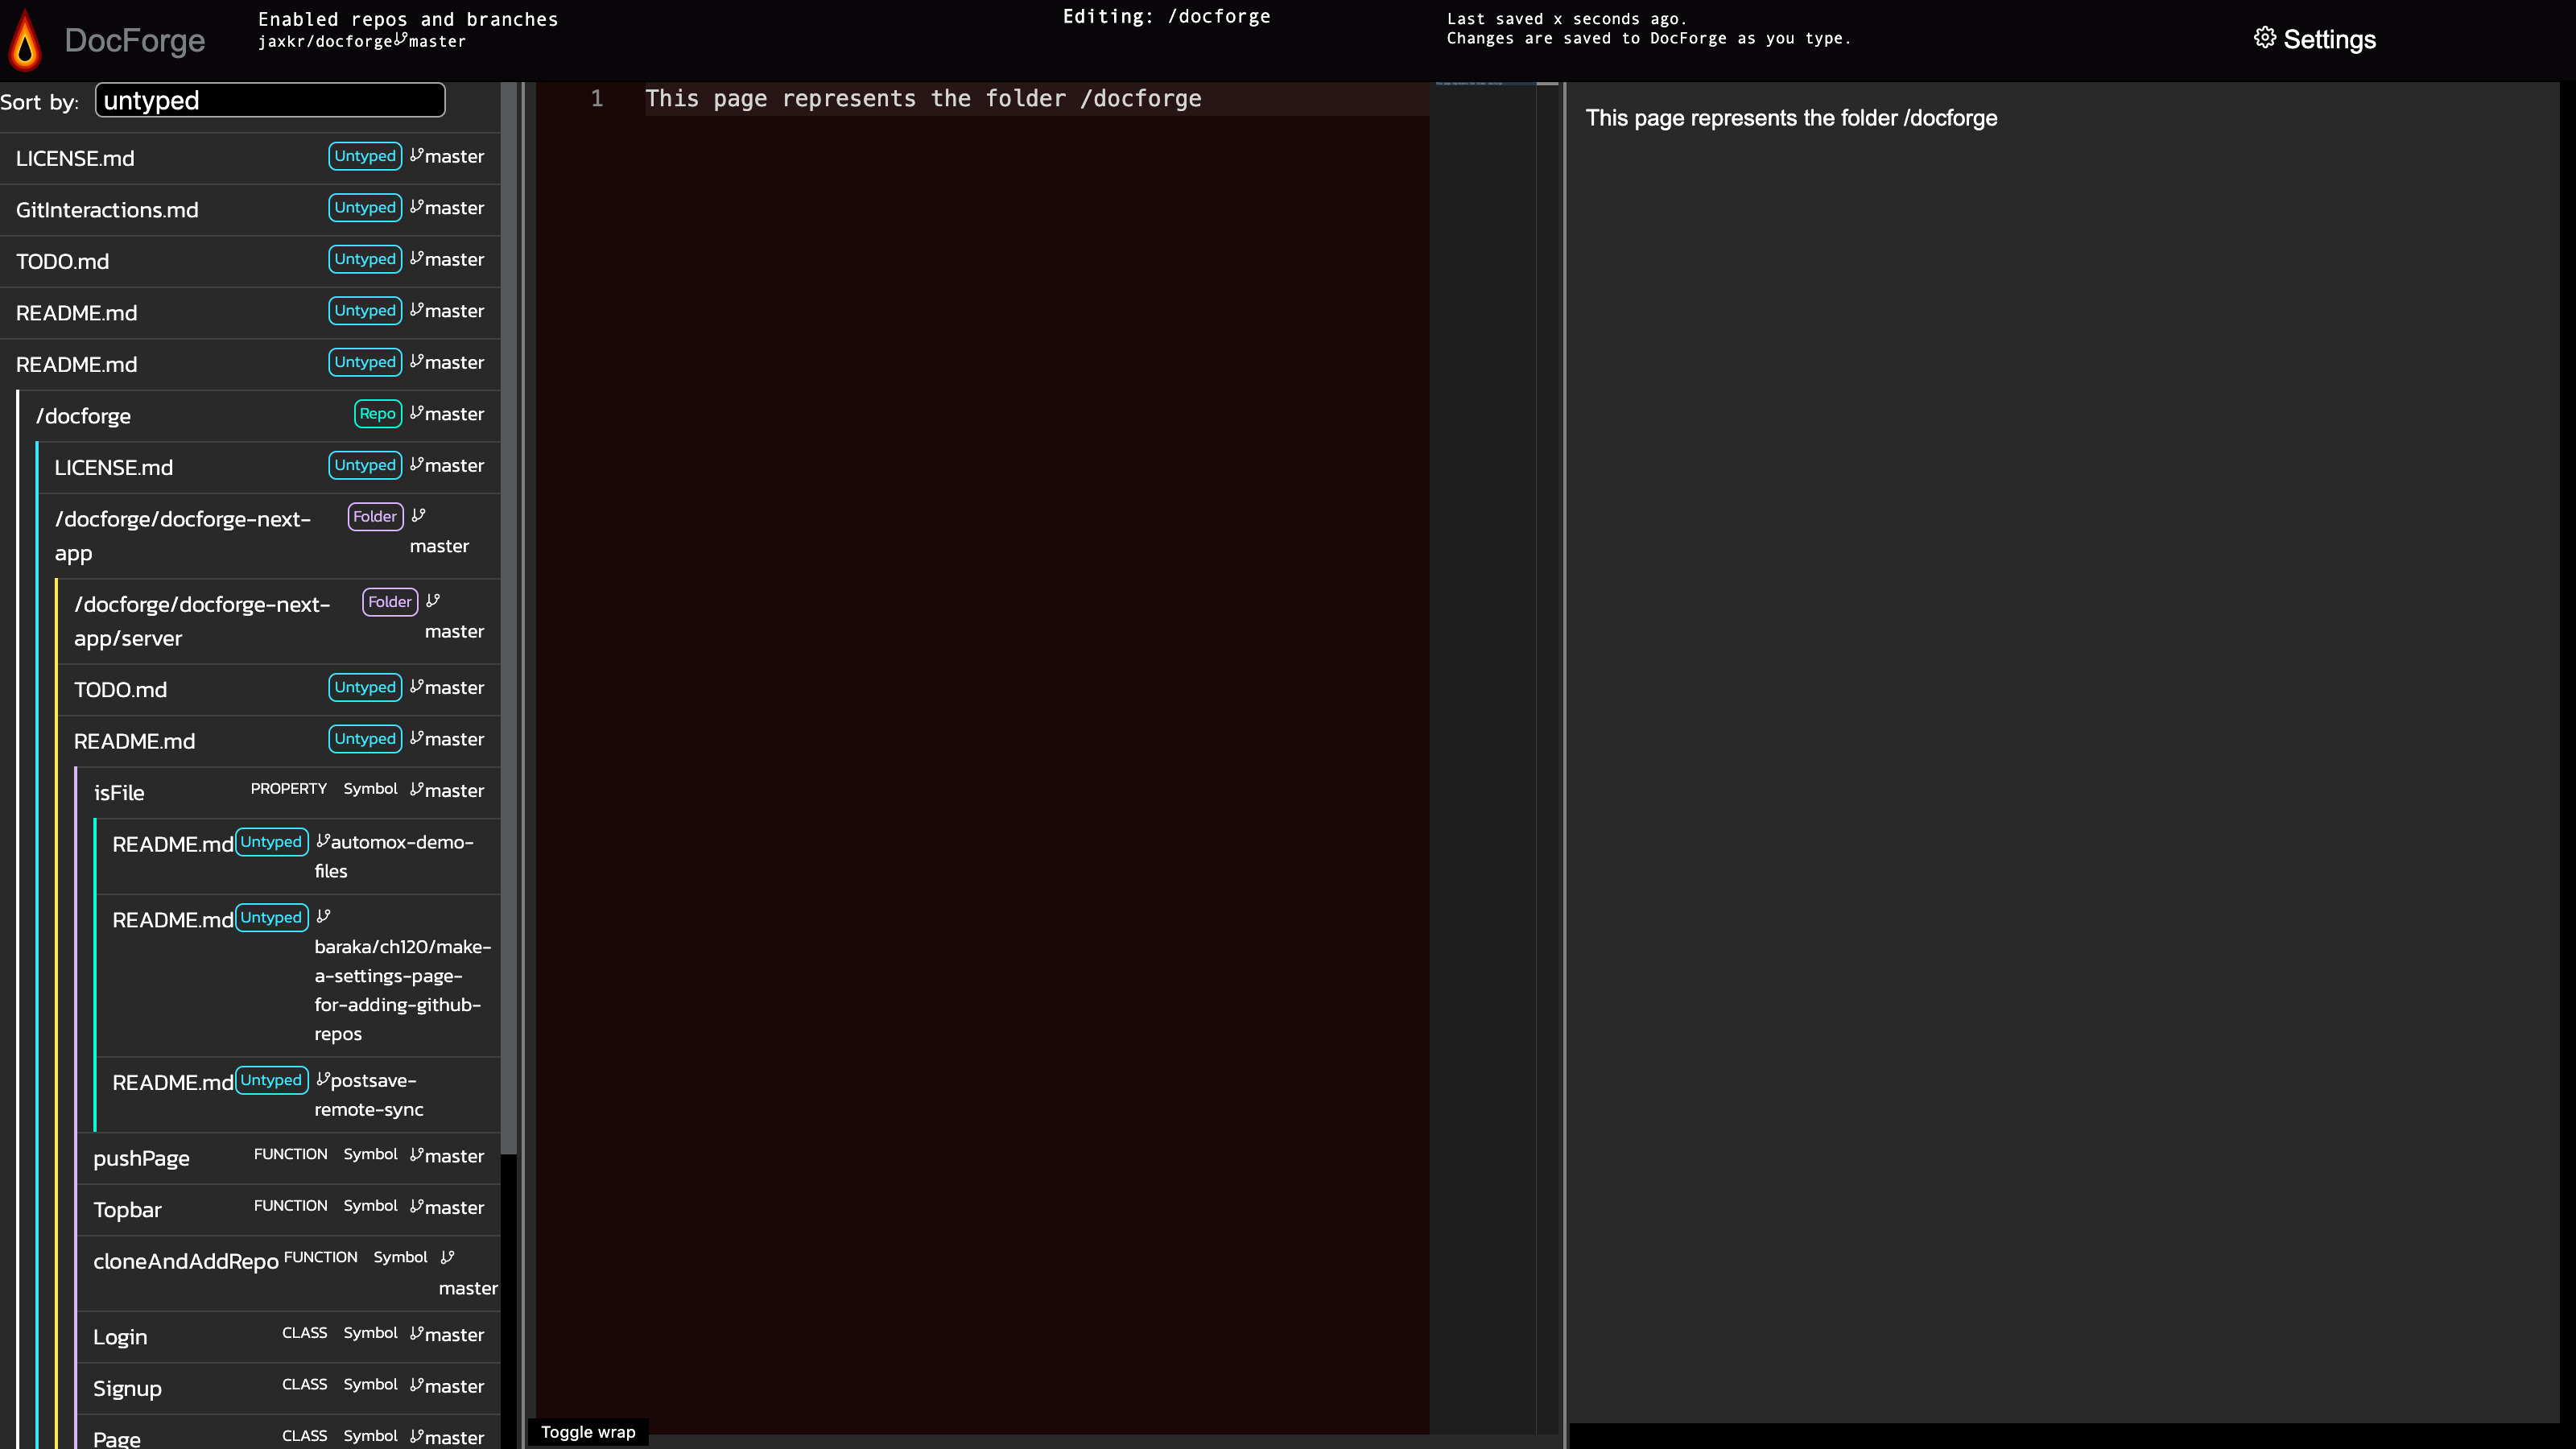 DocForge
Enabled repos and branches
jaxkr/docforge master
Editing: /docforge
Last saved x seconds ago.
Changes are saved to DocForge as you type.
Settings
Sort by: untyped
LICENSE.md Untyped master
GitInteractions.md Untyped master
TODO.md Untyped master
README.md Untyped master
README.md Untyped master
/docforge Repo master
LICENSE.md Untyped master
/docforge/docforge-next-
app Folder master
/docforge/docforge-next-
app/server Folder master
TODO.md Untyped master
README.md Untyped master
isFile PROPERTY Symbol master
README.md Untyped automox-demo-
files
README.md Untyped
baraka/ch120/make-
a-settings-page-
for-adding-github-
repos
README.md Untyped postsave-
remote-sync
pushPage FUNCTION Symbol master
Topbar FUNCTION Symbol master
cloneAndAddRepo FUNCTION Symbol
master
Login CLASS Symbol master
Signup CLASS Symbol master
Page CLASS Symbol master
1 This page represents the folder /docforge
Toggle wrap
This page represents the folder /docforge